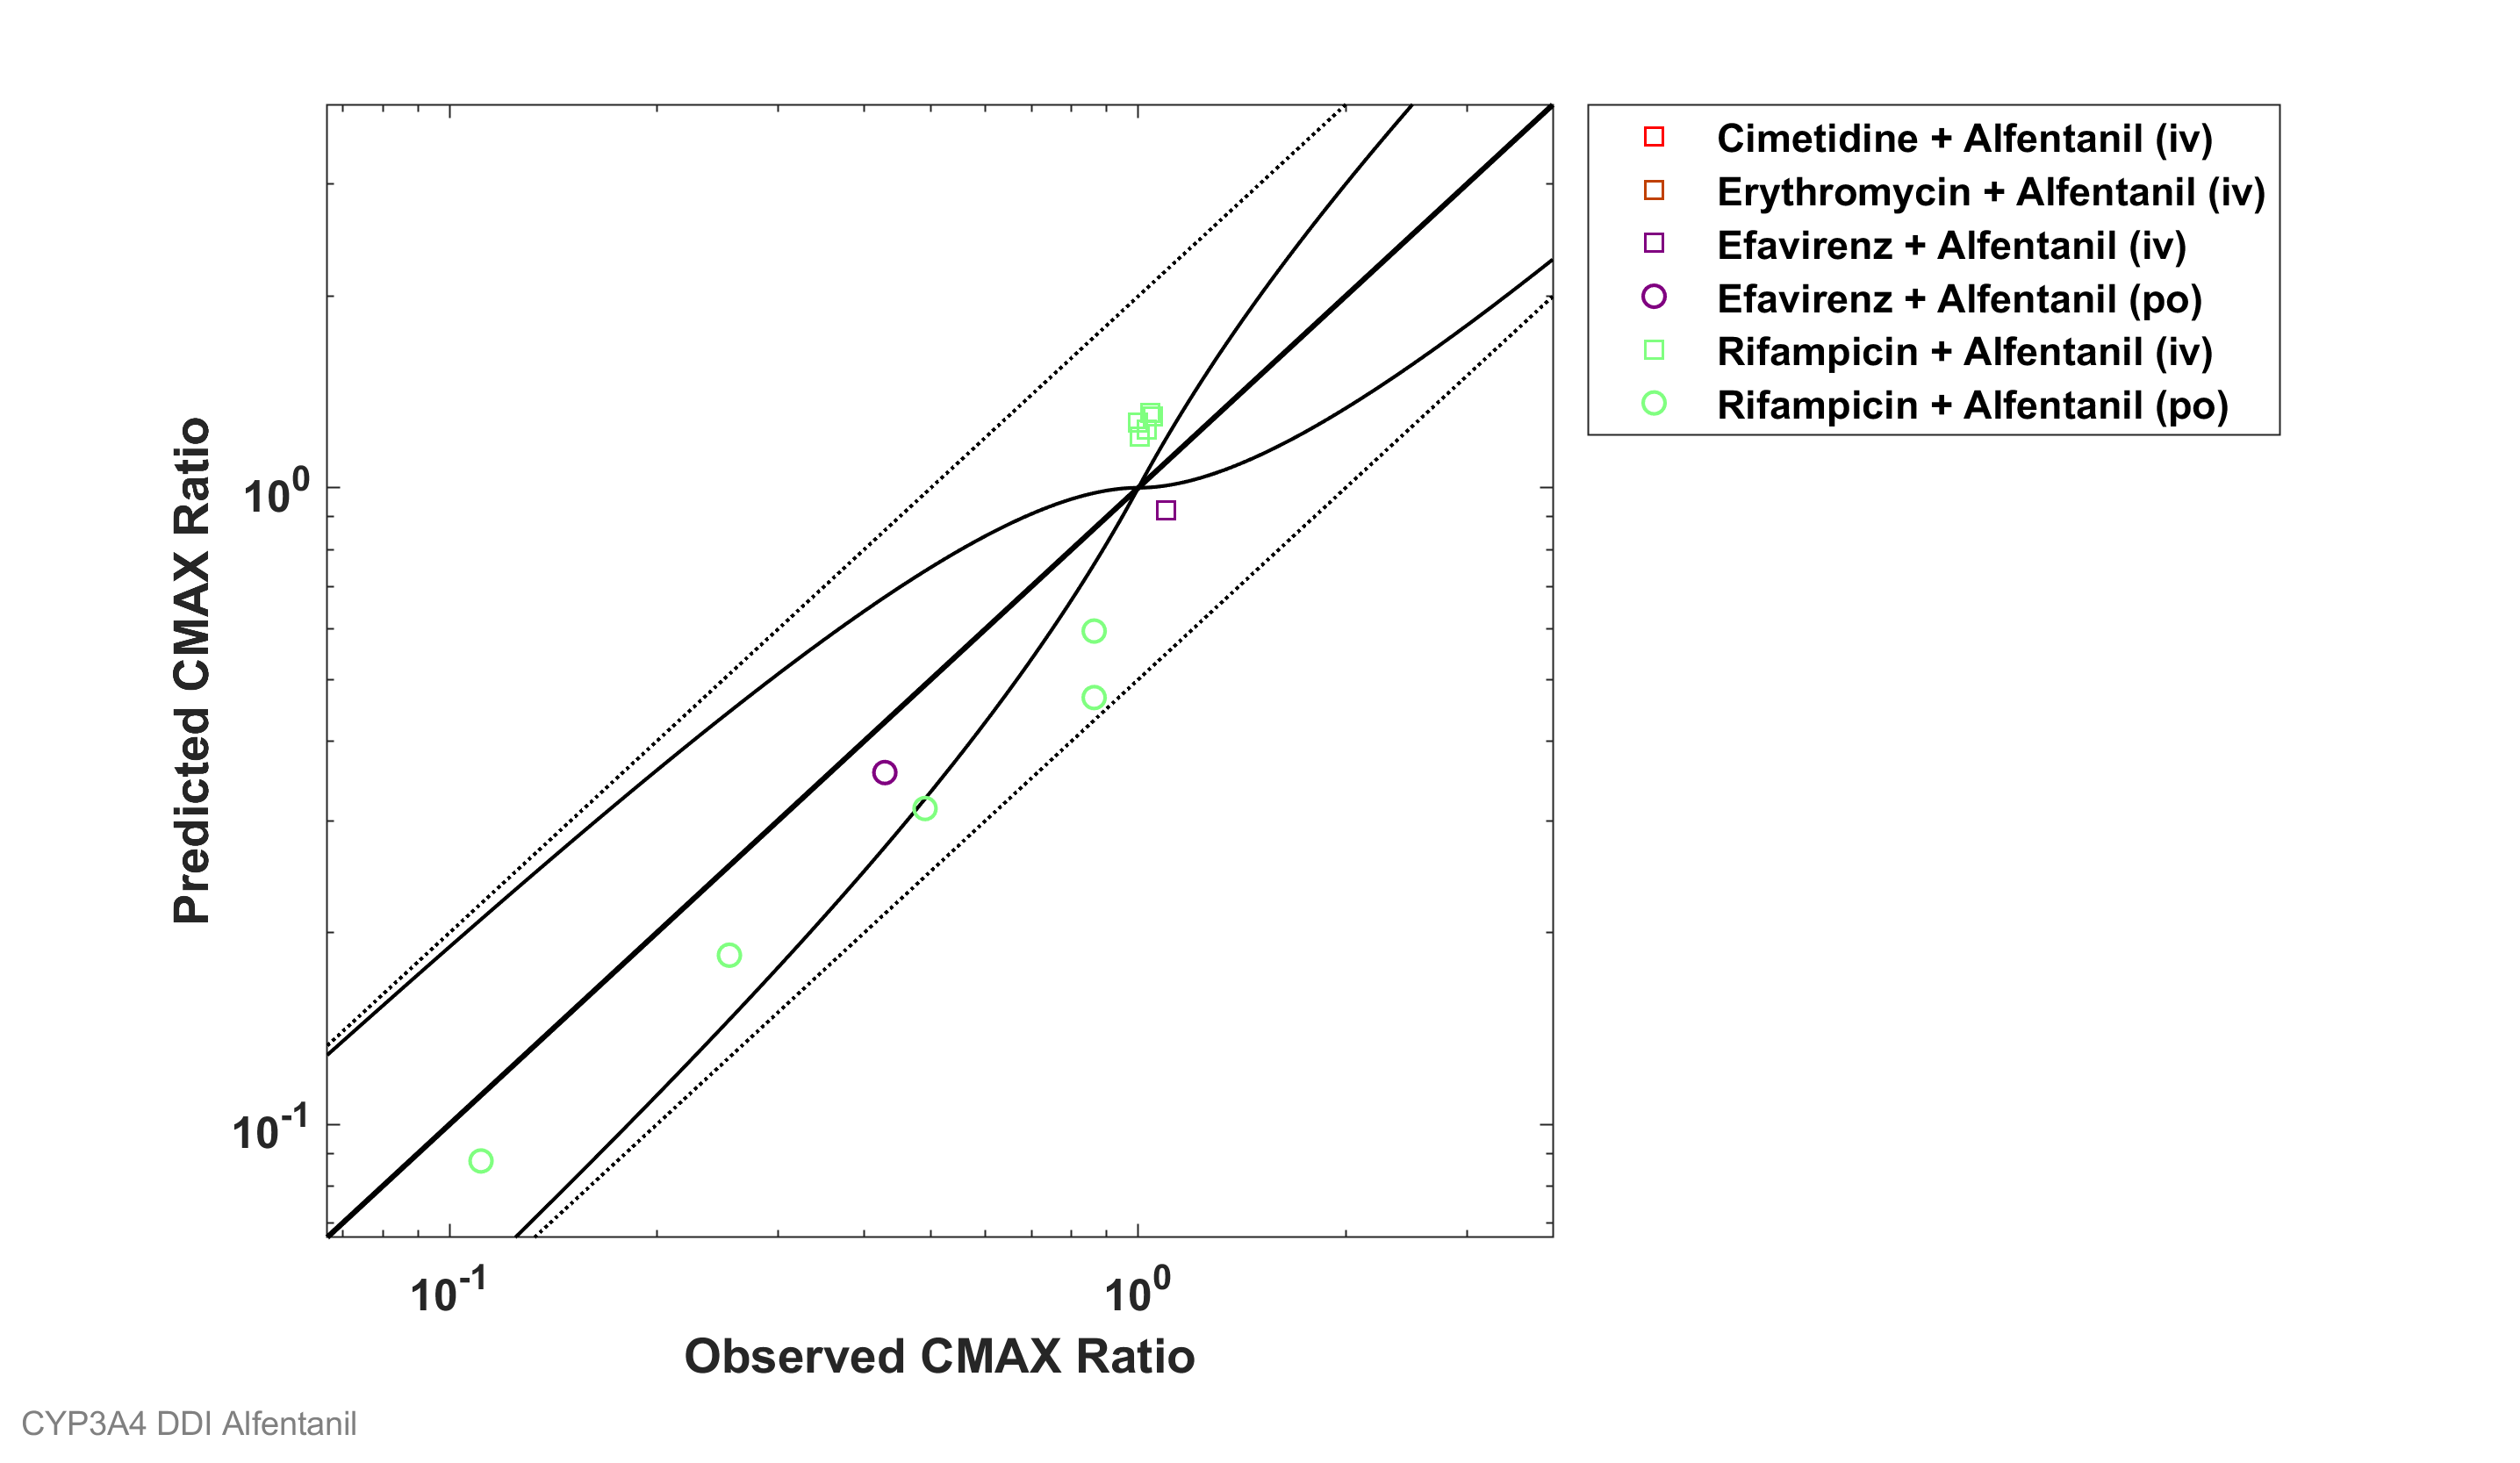 Cimetidine + Alfentanil (iv)
Erythromycin + Alfentanil (iv)
Efavirenz + Alfentanil (iv)
Efavirenz + Alfentanil (po)
Rifampicin + Alfentanil (iv)
Rifampicin + Alfentanil (po)
Predicted CMAX Ratio
10^0
10^-1
10^-1 10^0
Observed CMAX Ratio
CYP3A4 DDI Alfentanil